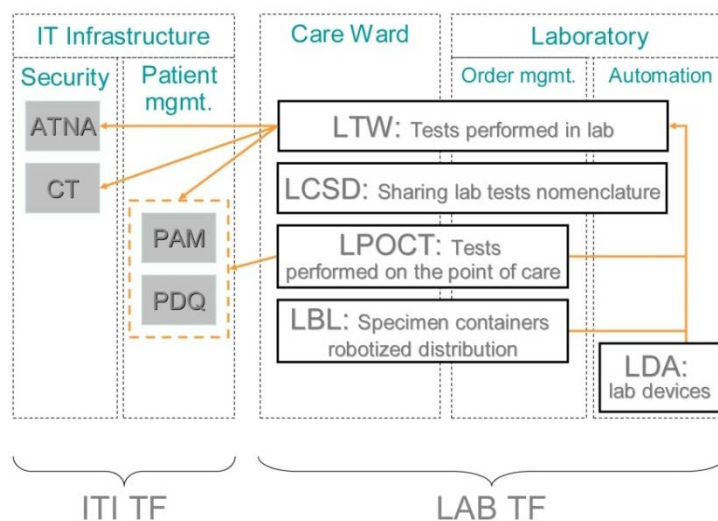 IT Infrastructure
Care Ward
Laboratory
Security
Patient
mgmt.
Order mgmt.
Automation
ATNA
LTW: Tests performed in lab
CT
LCSD: Sharing lab tests nomenclature
PAM
LPOCT: Tests
performed on the point of care
PDQ
LBL: Specimen containers
robotized distribution
LDA:
lab devices
ITI TF
LAB TF